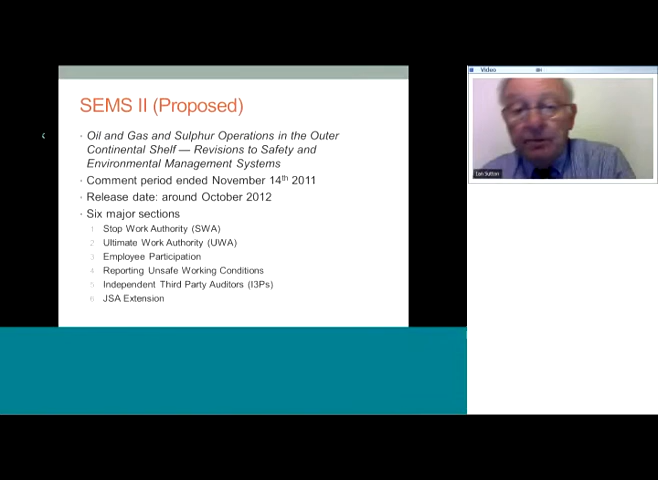 SEMS II (Proposed)
Oil and Gas and Sulphur Operations in the Outer
Continental Shelf — Revisions to Safety and
Environmental Management Systems
Comment period ended November 14th 2011
Release date: around October 2012
Six major sections
1 Stop Work Authority (SWA)
2 Ultimate Work Authority (UWA)
3 Employee Participation
4 Reporting Unsafe Working Conditions
5 Independent Third Party Auditors (I3Ps)
6 JSA Extension
Video
Ian Sutton